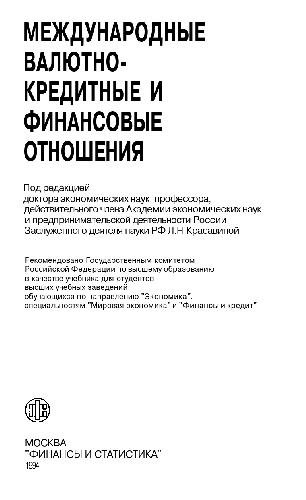 МЕЖДУНАРОДНЫЕ
ВАЛЮТНО-
КРЕДИТНЫЕ И
ФИНАНСОВЫЕ
ОТНОШЕНИЯ
Под редакцией
доктора экономических наук, профессора,
действительного члена Академии экономических наук
и предпринимательской деятельности России
Заслуженного деятеля науки РФ Л.Н.Красавиной
Рекомендовано Государственным комитетом
Российской Федерации по высшему образованию
в качестве учебника для студентов
высших учебных заведений
обучающихся по направлению "Экономика",
специальностям "Мировая экономика" и "Финансы и кредит"
МОСКВА
"ФИНАНСЫ И СТАТИСТИКА"
1994